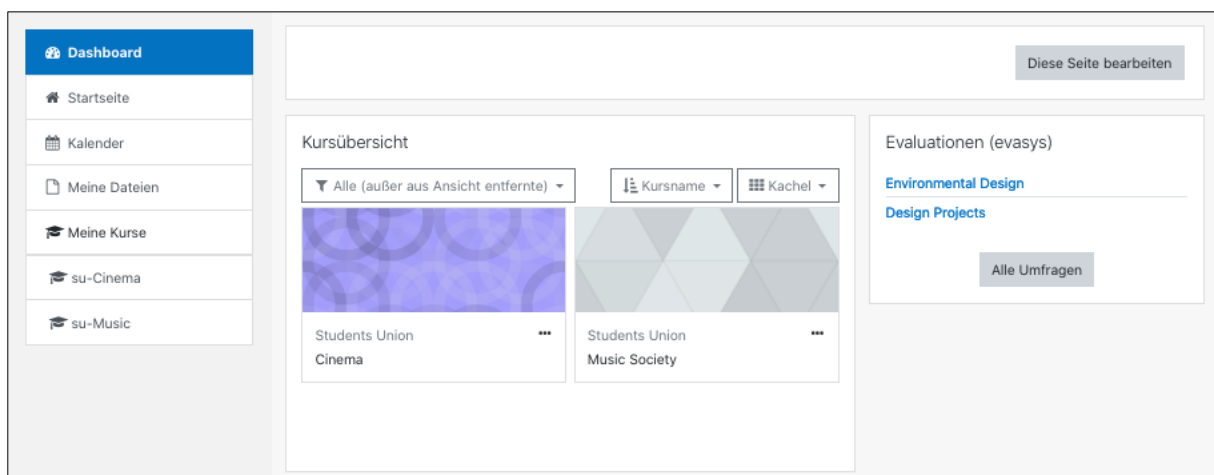 Dashboard
Startseite
Kalender
Meine Dateien
Meine Kurse
su-Cinema
su-Music
Diese Seite bearbeiten
Kursübersicht
Alle (außer aus Ansicht entfernte)
Kursname
Kachel
Students Union
Cinema
Students Union
Music Society
Evaluationen (evasys)
Environmental Design
Design Projects
Alle Umfragen